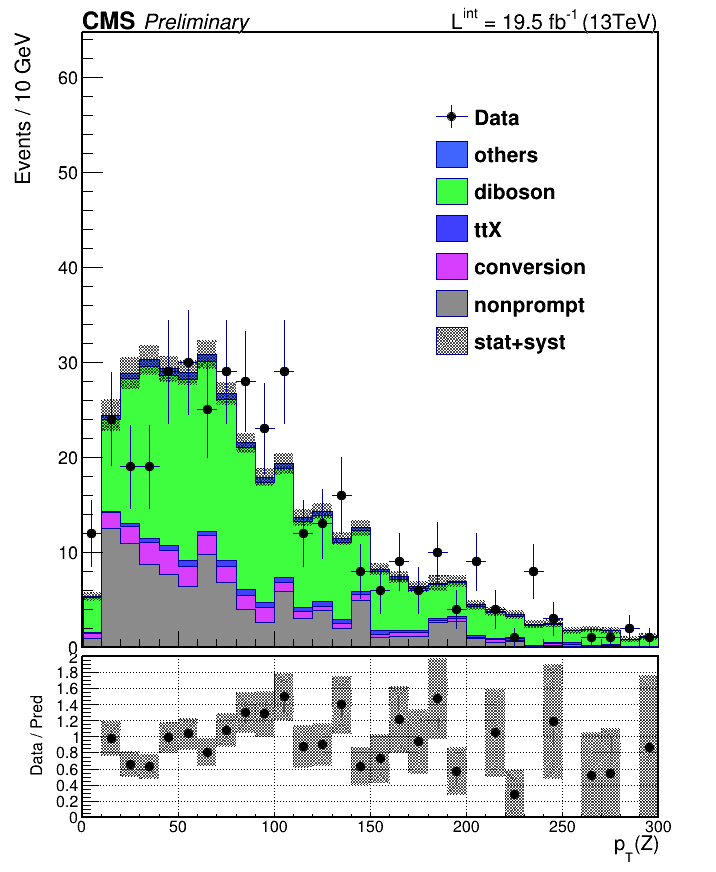 CMS Preliminary L^int = 19.5 fb^-1 (13TeV)
Events / 10 GeV
60
50
40
30
20
10
0
Data
others
diboson
ttX
conversion
nonprompt
stat+syst
Data / Pred
2
1.8
1.6
1.4
1.2
1
0.8
0.6
0.4
0.2
0
0 50 100 150 200 250 300
p_T(Z)